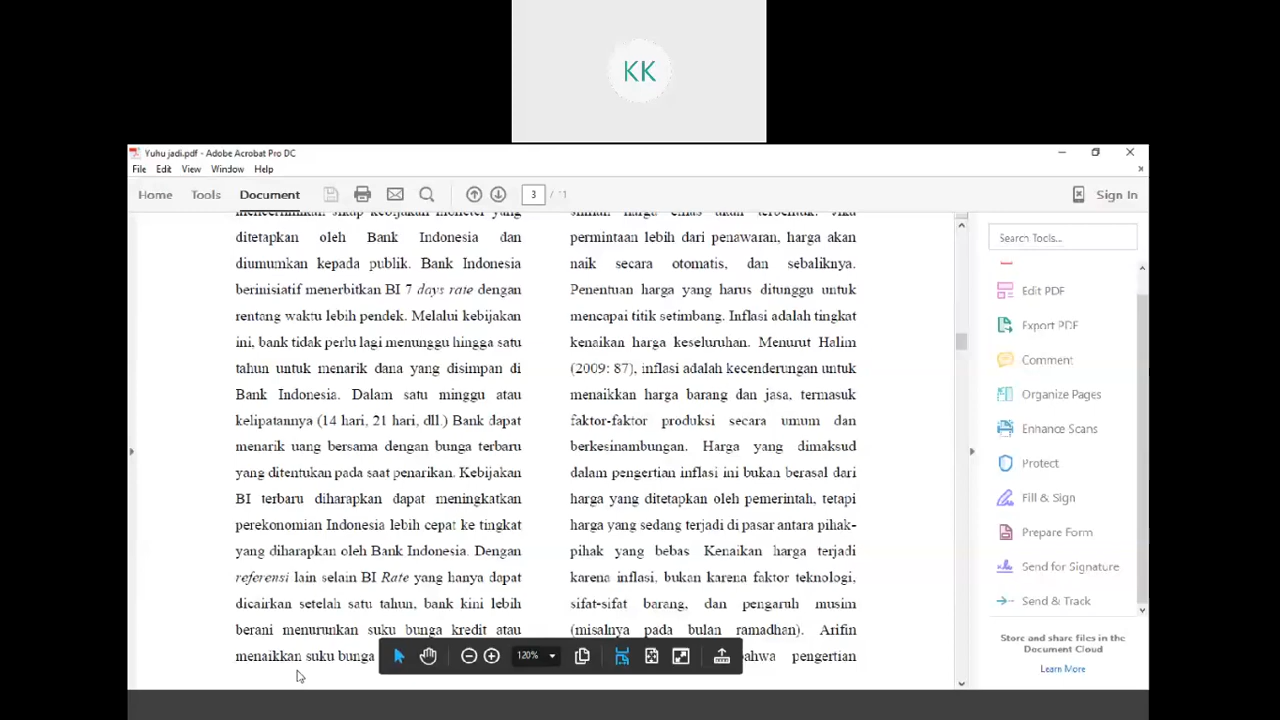 KK
Yuhu jadi.pdf - Adobe Acrobat Pro DC
File Edit View Window Help
Home Tools Document 3 / 11 Sign In
mencerminkan sikap kebijakan moneter yang
ditetapkan oleh Bank Indonesia dan
diumumkan kepada publik. Bank Indonesia
berinisiatif menerbitkan BI 7 days rate dengan
rentang waktu lebih pendek. Melalui kebijakan
ini, bank tidak perlu lagi menunggu hingga satu
tahun untuk menarik dana yang disimpan di
Bank Indonesia. Dalam satu minggu atau
kelipatannya (14 hari, 21 hari, dll.) Bank dapat
menarik uang bersama dengan bunga terbaru
yang ditentukan pada saat penarikan. Kebijakan
BI terbaru diharapkan dapat meningkatkan
perekonomian Indonesia lebih cepat ke tingkat
yang diharapkan oleh Bank Indonesia. Dengan
referensi lain selain BI Rate yang hanya dapat
dicairkan setelah satu tahun, bank kini lebih
berani menurunkan suku bunga kredit atau
menaikkan suku bunga
harga emas akan terbentuk. Jika
permintaan lebih dari penawaran, harga akan
naik secara otomatis, dan sebaliknya.
Penentuan harga yang harus ditunggu untuk
mencapai titik setimbang. Inflasi adalah tingkat
kenaikan harga keseluruhan. Menurut Halim
(2009: 87), inflasi adalah kecenderungan untuk
menaikkan harga barang dan jasa, termasuk
faktor-faktor produksi secara umum dan
berkesinambungan. Harga yang dimaksud
dalam pengertian inflasi ini bukan berasal dari
harga yang ditetapkan oleh pemerintah, tetapi
harga yang sedang terjadi di pasar antara pihak-
pihak yang bebas Kenaikan harga terjadi
karena inflasi, bukan karena faktor teknologi,
sifat-sifat barang, dan pengaruh musim
(misalnya pada bulan ramadhan). Arifin
bahwa pengertian
120%
Search Tools...
Edit PDF
Export PDF
Comment
Organize Pages
Enhance Scans
Protect
Fill & Sign
Prepare Form
Send for Signature
Send & Track
Store and share files in the
Document Cloud
Learn More